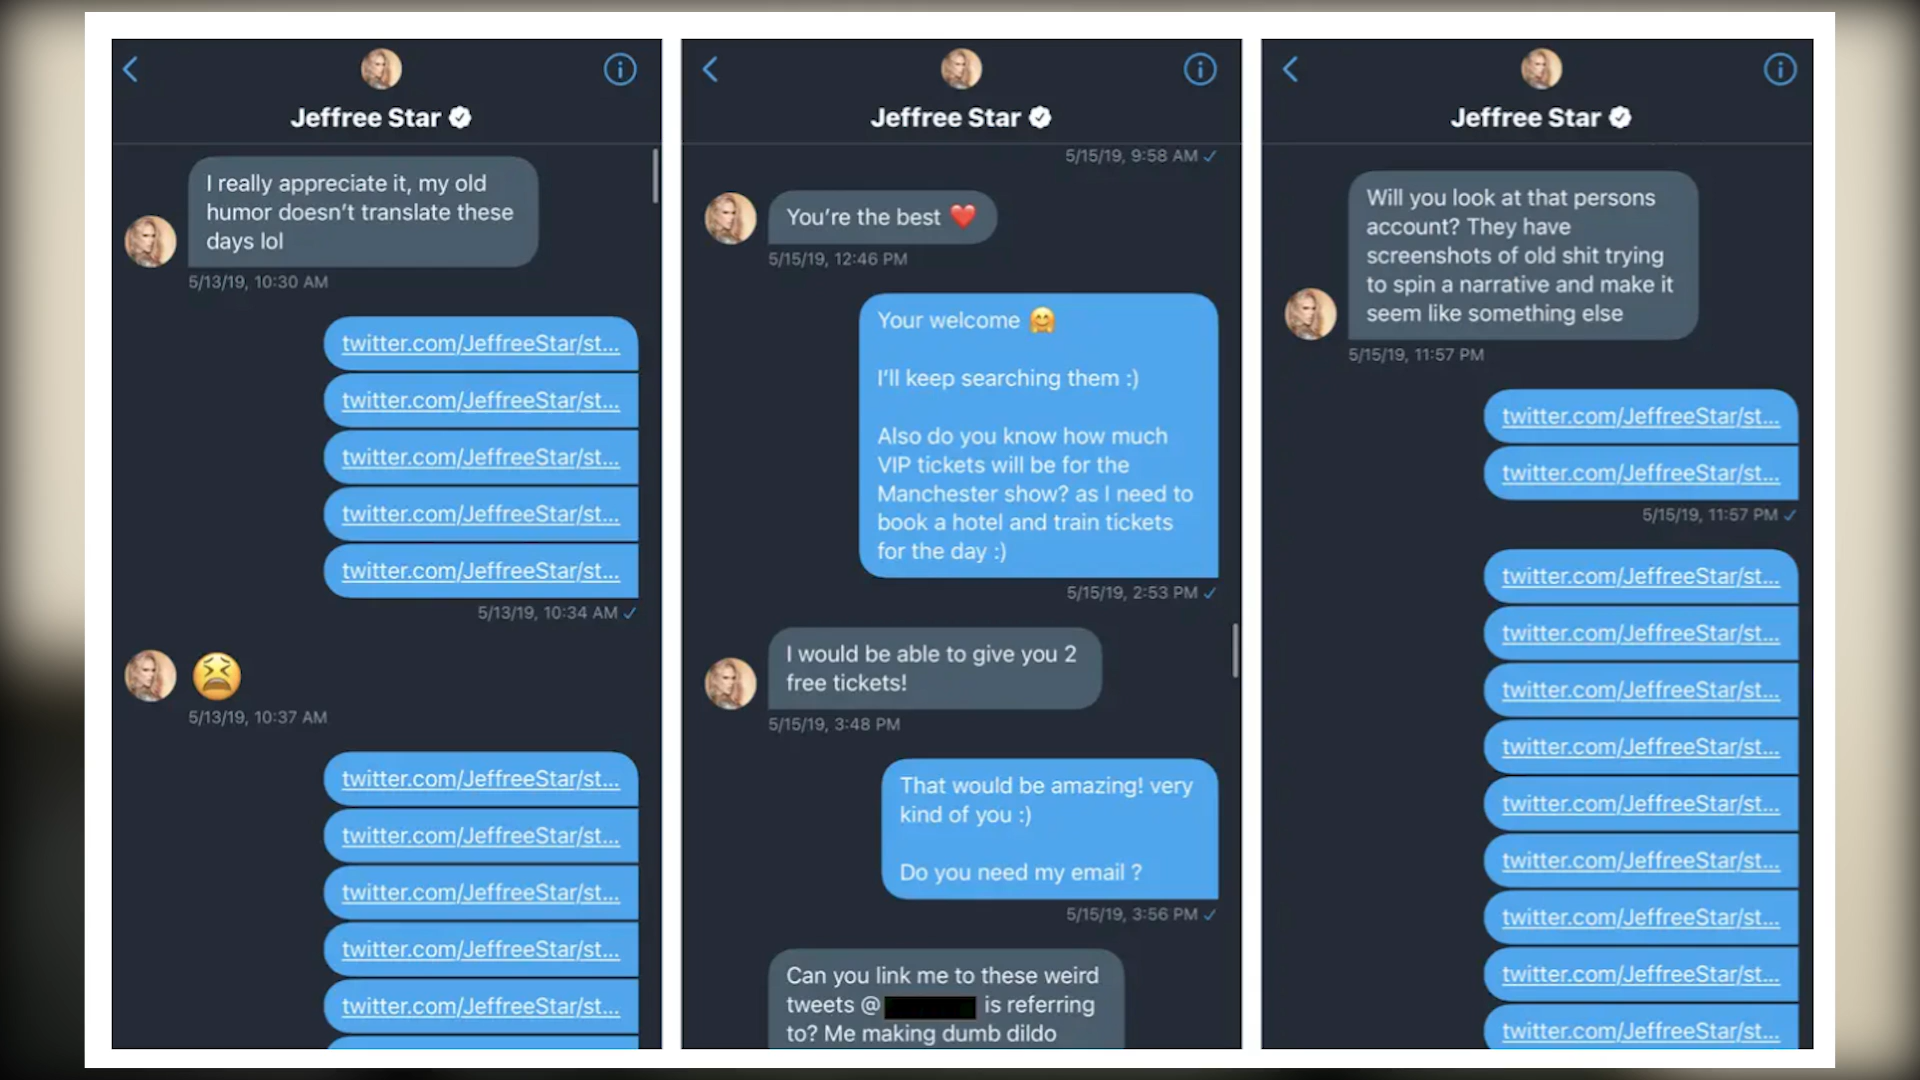 Jeffree Star
I really appreciate it, my old
humor doesn't translate these
days lol
5/13/19, 10:30 AM
twitter.com/JeffreeStar/st...
twitter.com/JeffreeStar/st...
twitter.com/JeffreeStar/st...
twitter.com/JeffreeStar/st...
twitter.com/JeffreeStar/st...
5/13/19, 10:34 AM ✓
5/13/19, 10:37 AM
twitter.com/JeffreeStar/st...
twitter.com/JeffreeStar/st...
twitter.com/JeffreeStar/st...
twitter.com/JeffreeStar/st...
twitter.com/JeffreeStar/st...
Jeffree Star
5/15/19, 9:58 AM ✓
You're the best ❤️
5/15/19, 12:46 PM
Your welcome 🤗
I'll keep searching them :)
Also do you know how much
VIP tickets will be for the
Manchester show? as I need to
book a hotel and train tickets
for the day :)
5/15/19, 2:53 PM ✓
I would be able to give you 2
free tickets!
5/15/19, 3:48 PM
That would be amazing! very
kind of you :)
Do you need my email ?
5/15/19, 3:56 PM ✓
Can you link me to these weird
tweets @ is referring
to? Me making dumb dildo
Jeffree Star
Will you look at that persons
account? They have
screenshots of old shit trying
to spin a narrative and make it
seem like something else
5/15/19, 11:57 PM
twitter.com/JeffreeStar/st...
twitter.com/JeffreeStar/st...
5/15/19, 11:57 PM ✓
twitter.com/JeffreeStar/st...
twitter.com/JeffreeStar/st...
twitter.com/JeffreeStar/st...
twitter.com/JeffreeStar/st...
twitter.com/JeffreeStar/st...
twitter.com/JeffreeStar/st...
twitter.com/JeffreeStar/st...
twitter.com/JeffreeStar/st...
twitter.com/JeffreeStar/st...